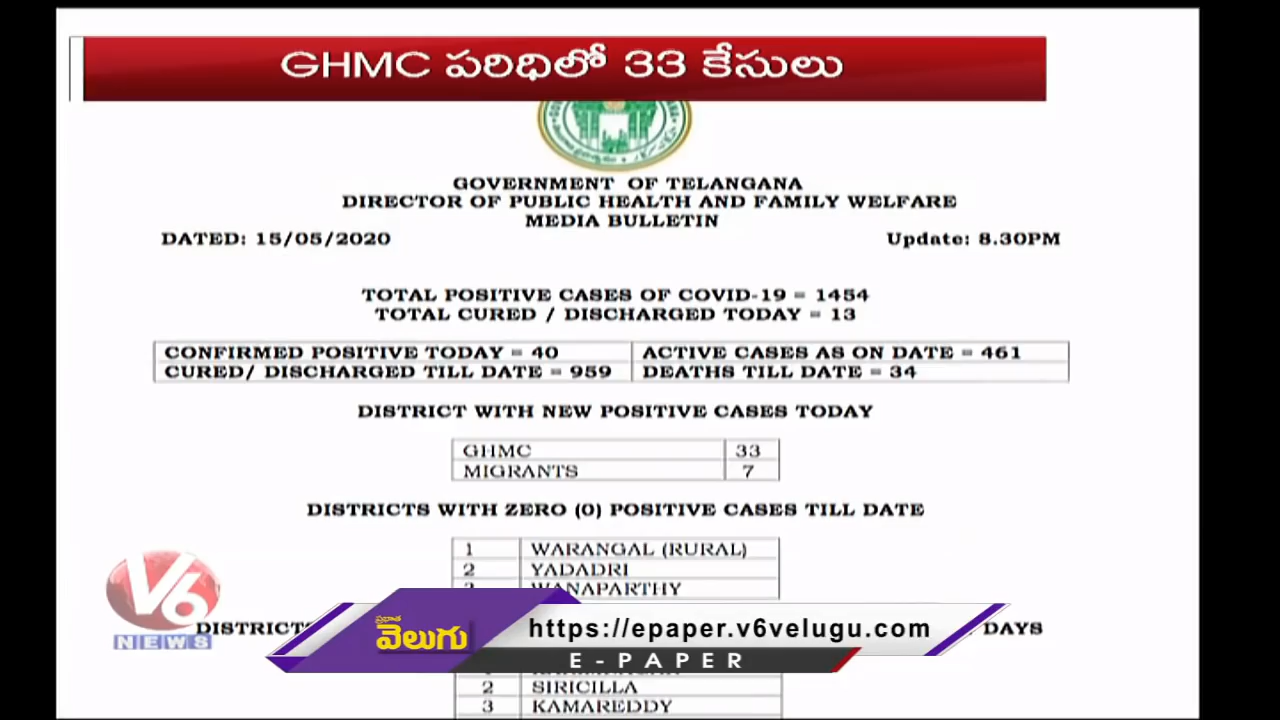 GHMC పరిధిలో 33 కేసులు
GOVERNMENT OF TELANGANA
DIRECTOR OF PUBLIC HEALTH AND FAMILY WELFARE
MEDIA BULLETIN
DATED: 15/05/2020 Update: 8.30PM
TOTAL POSITIVE CASES OF COVID-19 = 1454
TOTAL CURED / DISCHARGED TODAY = 13
CONFIRMED POSITIVE TODAY = 40 ACTIVE CASES AS ON DATE = 461
CURED/ DISCHARGED TILL DATE = 959 DEATHS TILL DATE = 34
DISTRICT WITH NEW POSITIVE CASES TODAY
GHMC 33
MIGRANTS 7
DISTRICTS WITH ZERO (0) POSITIVE CASES TILL DATE
1 WARANGAL (RURAL)
2 YADADRI
3 WANAPARTHY
V6
NEWS
DISTRICTS DAYS
ప్రభాత
వెలుగు
https://epaper.v6velugu.com
E-PAPER
2 SIRICILLA
3 KAMAREDDY